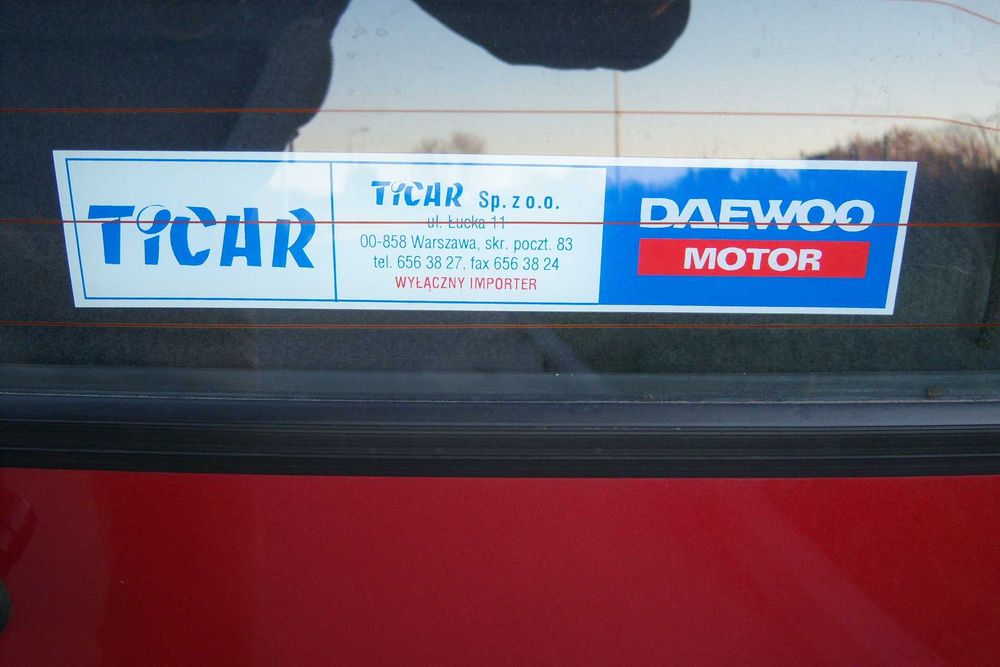 TiCAR
TiCAR Sp. z o.o.
ul. Łucka 11
00-858 Warszawa, skr. poczt. 83
tel. 656 38 27, fax 656 38 24
WYŁĄCZNY IMPORTER
DAEWOO
MOTOR